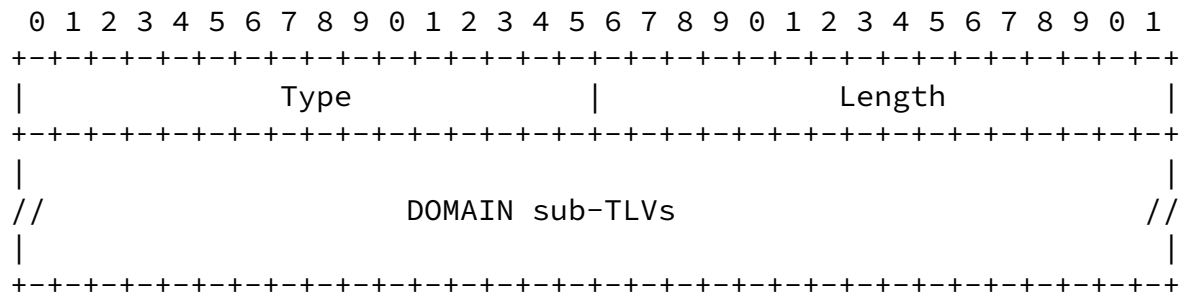 0 1 2 3 4 5 6 7 8 9 0 1 2 3 4 5 6 7 8 9 0 1 2 3 4 5 6 7 8 9 0 1
+-+-+-+-+-+-+-+-+-+-+-+-+-+-+-+-+-+-+-+-+-+-+-+-+-+-+-+-+-+-+-+-+
|              Type             |             Length            |
+-+-+-+-+-+-+-+-+-+-+-+-+-+-+-+-+-+-+-+-+-+-+-+-+-+-+-+-+-+-+-+-+
|                                                               |
//                    DOMAIN sub-TLVs                          //
|                                                               |
+-+-+-+-+-+-+-+-+-+-+-+-+-+-+-+-+-+-+-+-+-+-+-+-+-+-+-+-+-+-+-+-+